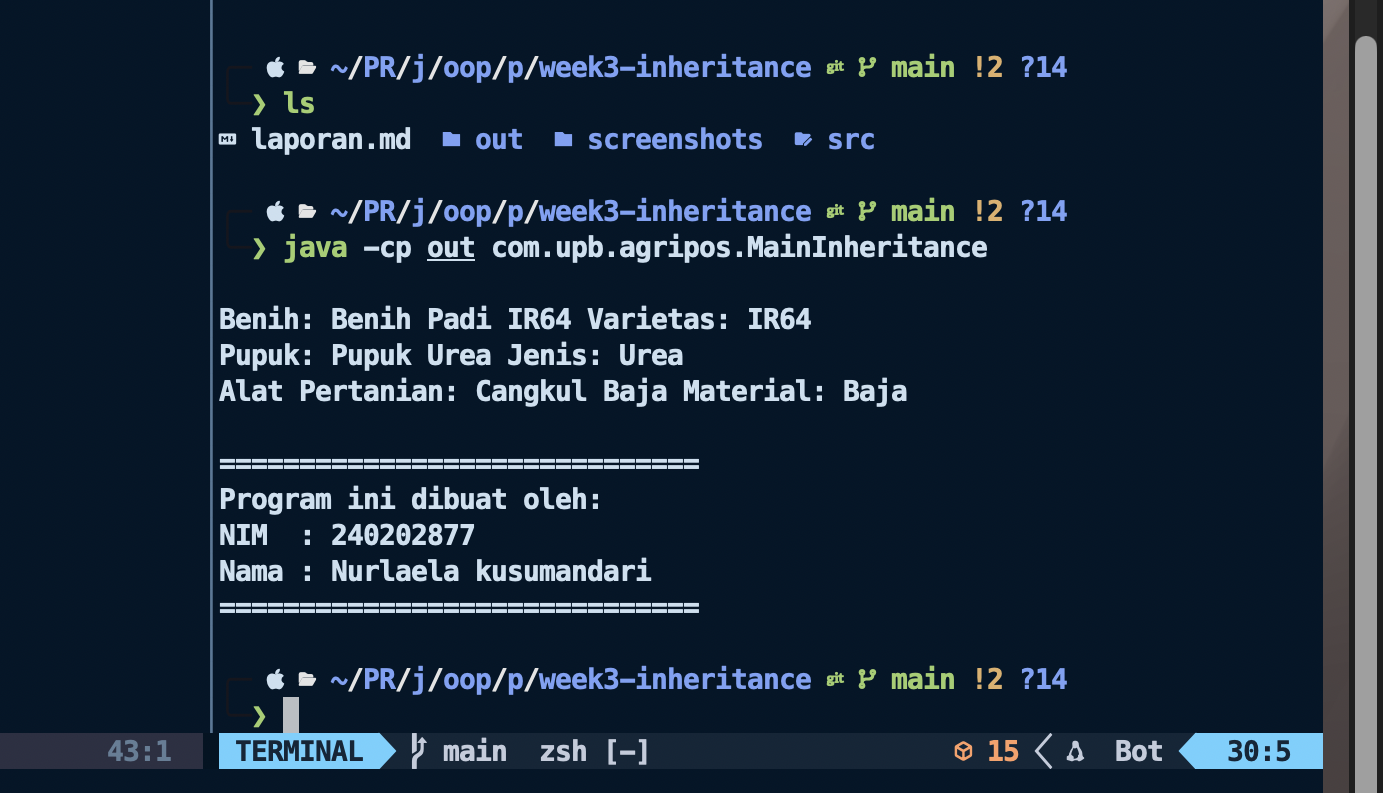 ~/PR/j/oop/p/week3-inheritance git main !2 ?14
❯ ls
laporan.md out screenshots src
~/PR/j/oop/p/week3-inheritance git main !2 ?14
❯ java -cp out com.upb.agripos.MainInheritance
Benih: Benih Padi IR64 Varietas: IR64
Pupuk: Pupuk Urea Jenis: Urea
Alat Pertanian: Cangkul Baja Material: Baja
==============================
Program ini dibuat oleh:
NIM  : 240202877
Nama : Nurlaela kusumandari
==============================
~/PR/j/oop/p/week3-inheritance git main !2 ?14
❯
43:1 TERMINAL main zsh [-] 15 Bot 30:5